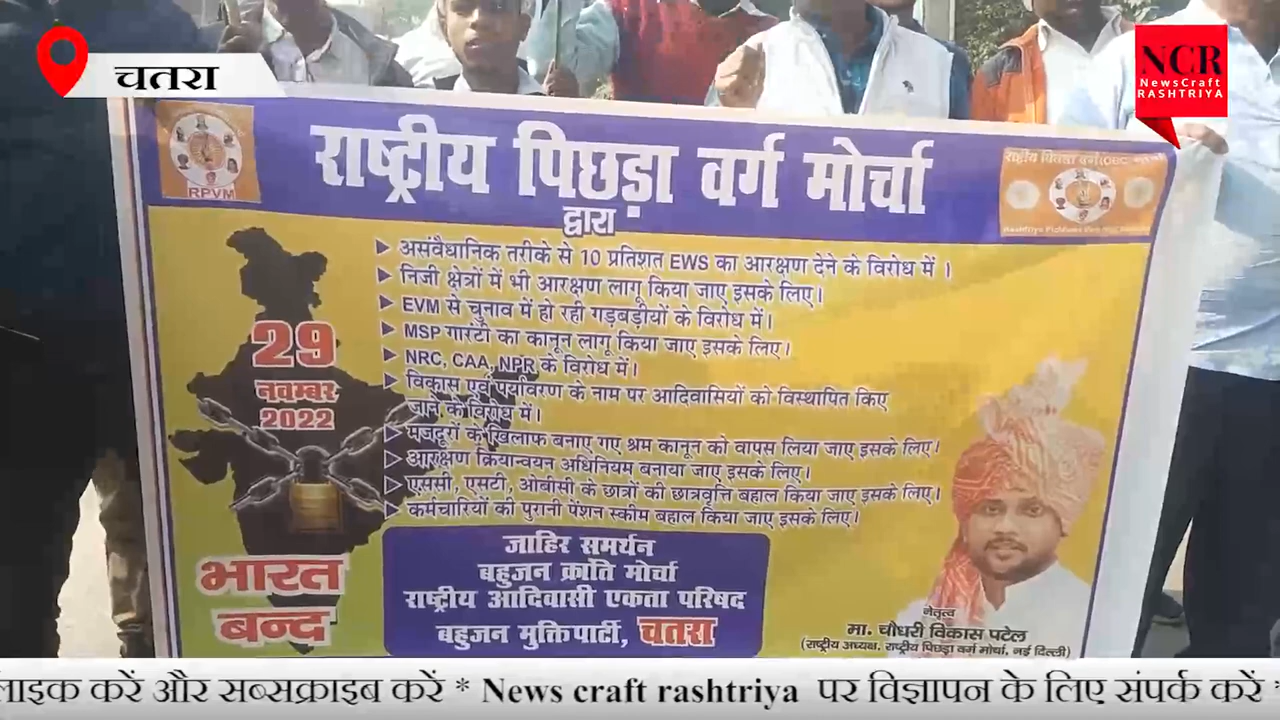 चतरा
NCR
NewsCraft
RASHTRIYA
RPVM
राष्ट्रीय पिछड़ा वर्ग मोर्चा
द्वारा
असंवैधानिक तरीके से 10 प्रतिशत EWS का आरक्षण देने के विरोध में ।
निजी क्षेत्रों में भी आरक्षण लागू किया जाए इसके लिए।
EVM से चुनाव में हो रही गड़बड़ीयों के विरोध में।
MSP गारंटी का कानून लागू किया जाए इसके लिए।
NRC, CAA, NPR के विरोध में।
विकास एवं पर्यावरण के नाम पर आदिवासियों को विस्थापित किए
जाने के विरोध में।
मजदूरों के खिलाफ बनाए गए श्रम कानून को वापस लिया जाए इसके लिए।
आरक्षण क्रियान्वयन अधिनियम बनाया जाए इसके लिए।
एससी, एसटी, ओबीसी के छात्रों की छात्रवृत्ति बहाल किया जाए इसके लिए।
कर्मचारियों की पुरानी पेंशन स्कीम बहाल किया जाए इसके लिए।
29
नवम्बर
2022
भारत
बन्द
जाहिर समर्थन
बहुजन क्रांति मोर्चा
राष्ट्रीय आदिवासी एकता परिषद
बहुजन मुक्ति पार्टी, चतरा
नेतृत्व
मा. चौधरी विकास पटेल
(राष्ट्रीय अध्यक्ष, राष्ट्रीय पिछड़ा वर्ग मोर्चा, नई दिल्ली)
लाइक करें और सब्सक्राइब करें * News craft rashtriya पर विज्ञापन के लिए संपर्क करें *